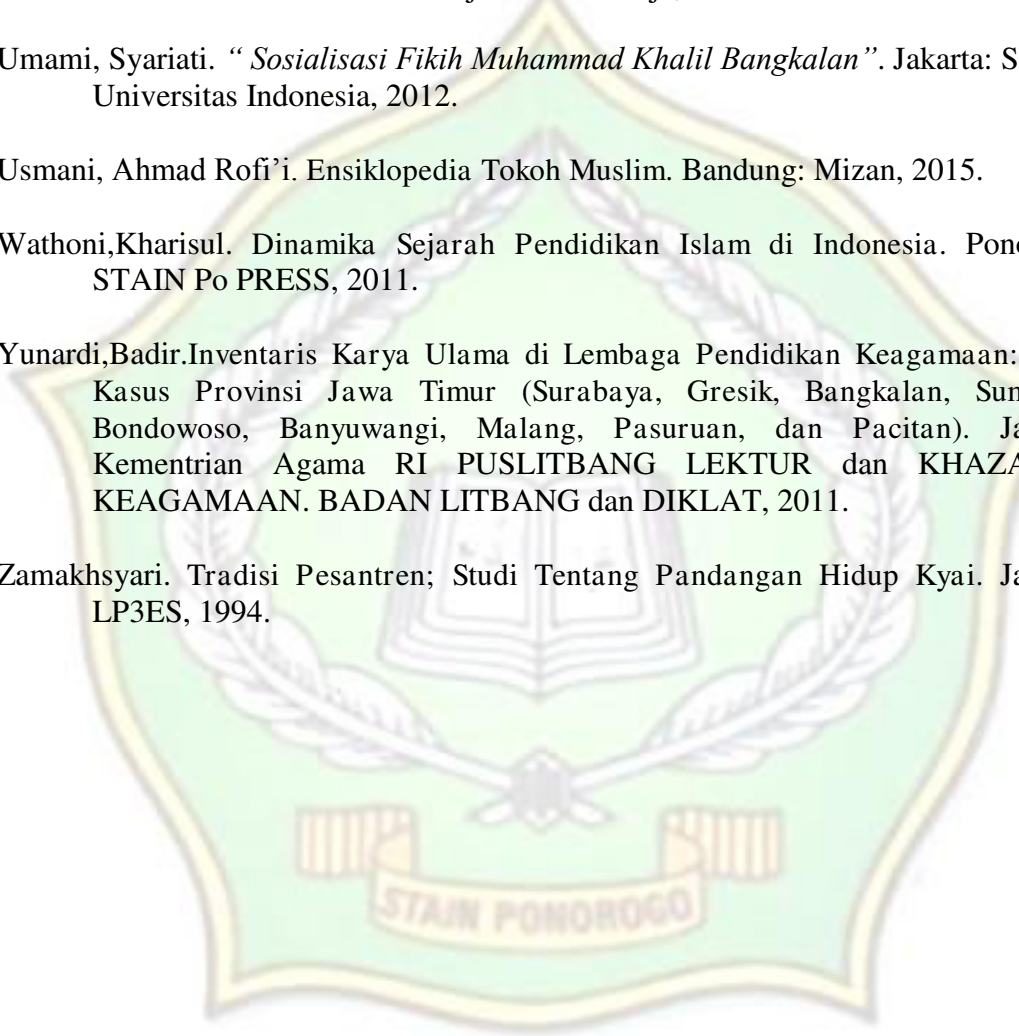 Umami, Syariati. “ Sosialisasi Fikih Muhammad Khalil Bangkalan”. Jakarta: S
Universitas Indonesia, 2012.
Usmani, Ahmad Rofi’i. Ensiklopedia Tokoh Muslim. Bandung: Mizan, 2015.
Wathoni,Kharisul. Dinamika Sejarah Pendidikan Islam di Indonesia. Pono
STAIN Po PRESS, 2011.
Yunardi,Badir.Inventaris Karya Ulama di Lembaga Pendidikan Keagamaan:
Kasus Provinsi Jawa Timur (Surabaya, Gresik, Bangkalan, Sum
Bondowoso, Banyuwangi, Malang, Pasuruan, dan Pacitan). Ja
Kementrian Agama RI PUSLITBANG LEKTUR dan KHAZA
KEAGAMAAN. BADAN LITBANG dan DIKLAT, 2011.
Zamakhsyari. Tradisi Pesantren; Studi Tentang Pandangan Hidup Kyai. Ja
LP3ES, 1994.
STAIN PONOROGO